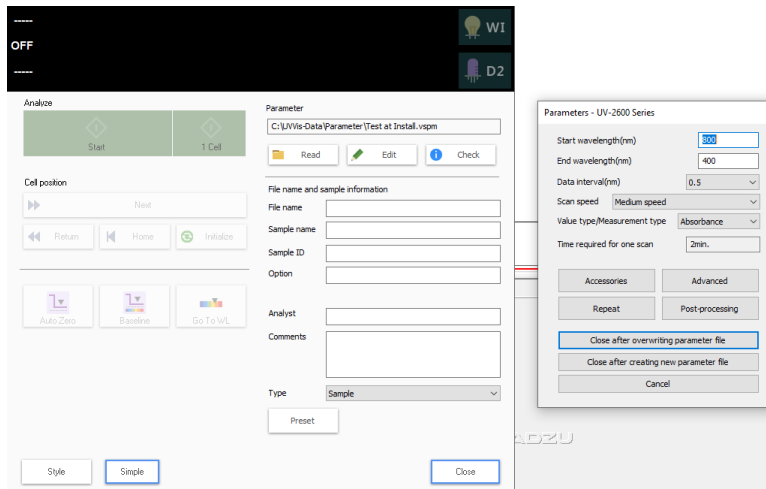 -----
OFF
-----
WI
D2
Analyze
Start
1 Cell
Cell position
Next
Return
Home
Initialize
Auto Zero
Baseline
Go To WL
Style
Simple
Parameter
C:\UVVis-Data\Parameter\Test at Install.vspm
Read
Edit
Check
File name and sample information
File name
Sample name
Sample ID
Option
Analyst
Comments
Type Sample
Preset
Close
Parameters - UV-2600 Series
Start wavelength(nm) 800
End wavelength(nm) 400
Data interval(nm) 0.5
Scan speed Medium speed
Value type/Measurement type Absorbance
Time required for one scan 2min.
Accessories Advanced
Repeat Post-processing
Close after overwriting parameter file
Close after creating new parameter file
Cancel